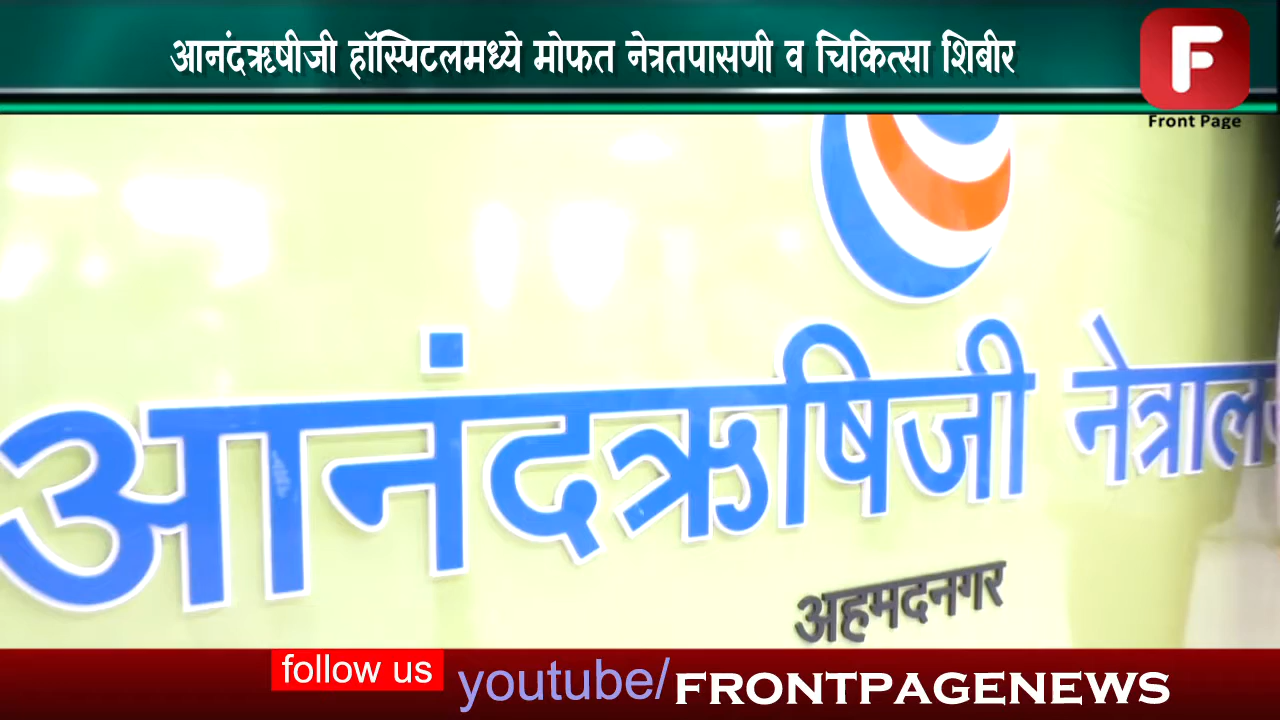 आनंदऋषीजी हॉस्पिटलमध्ये मोफत नेत्रतपासणी व चिकित्सा शिबीर
F
Front Page
आनंदऋषिजी
अहमदनगर
follow us youtube/FRONTPAGENEWS